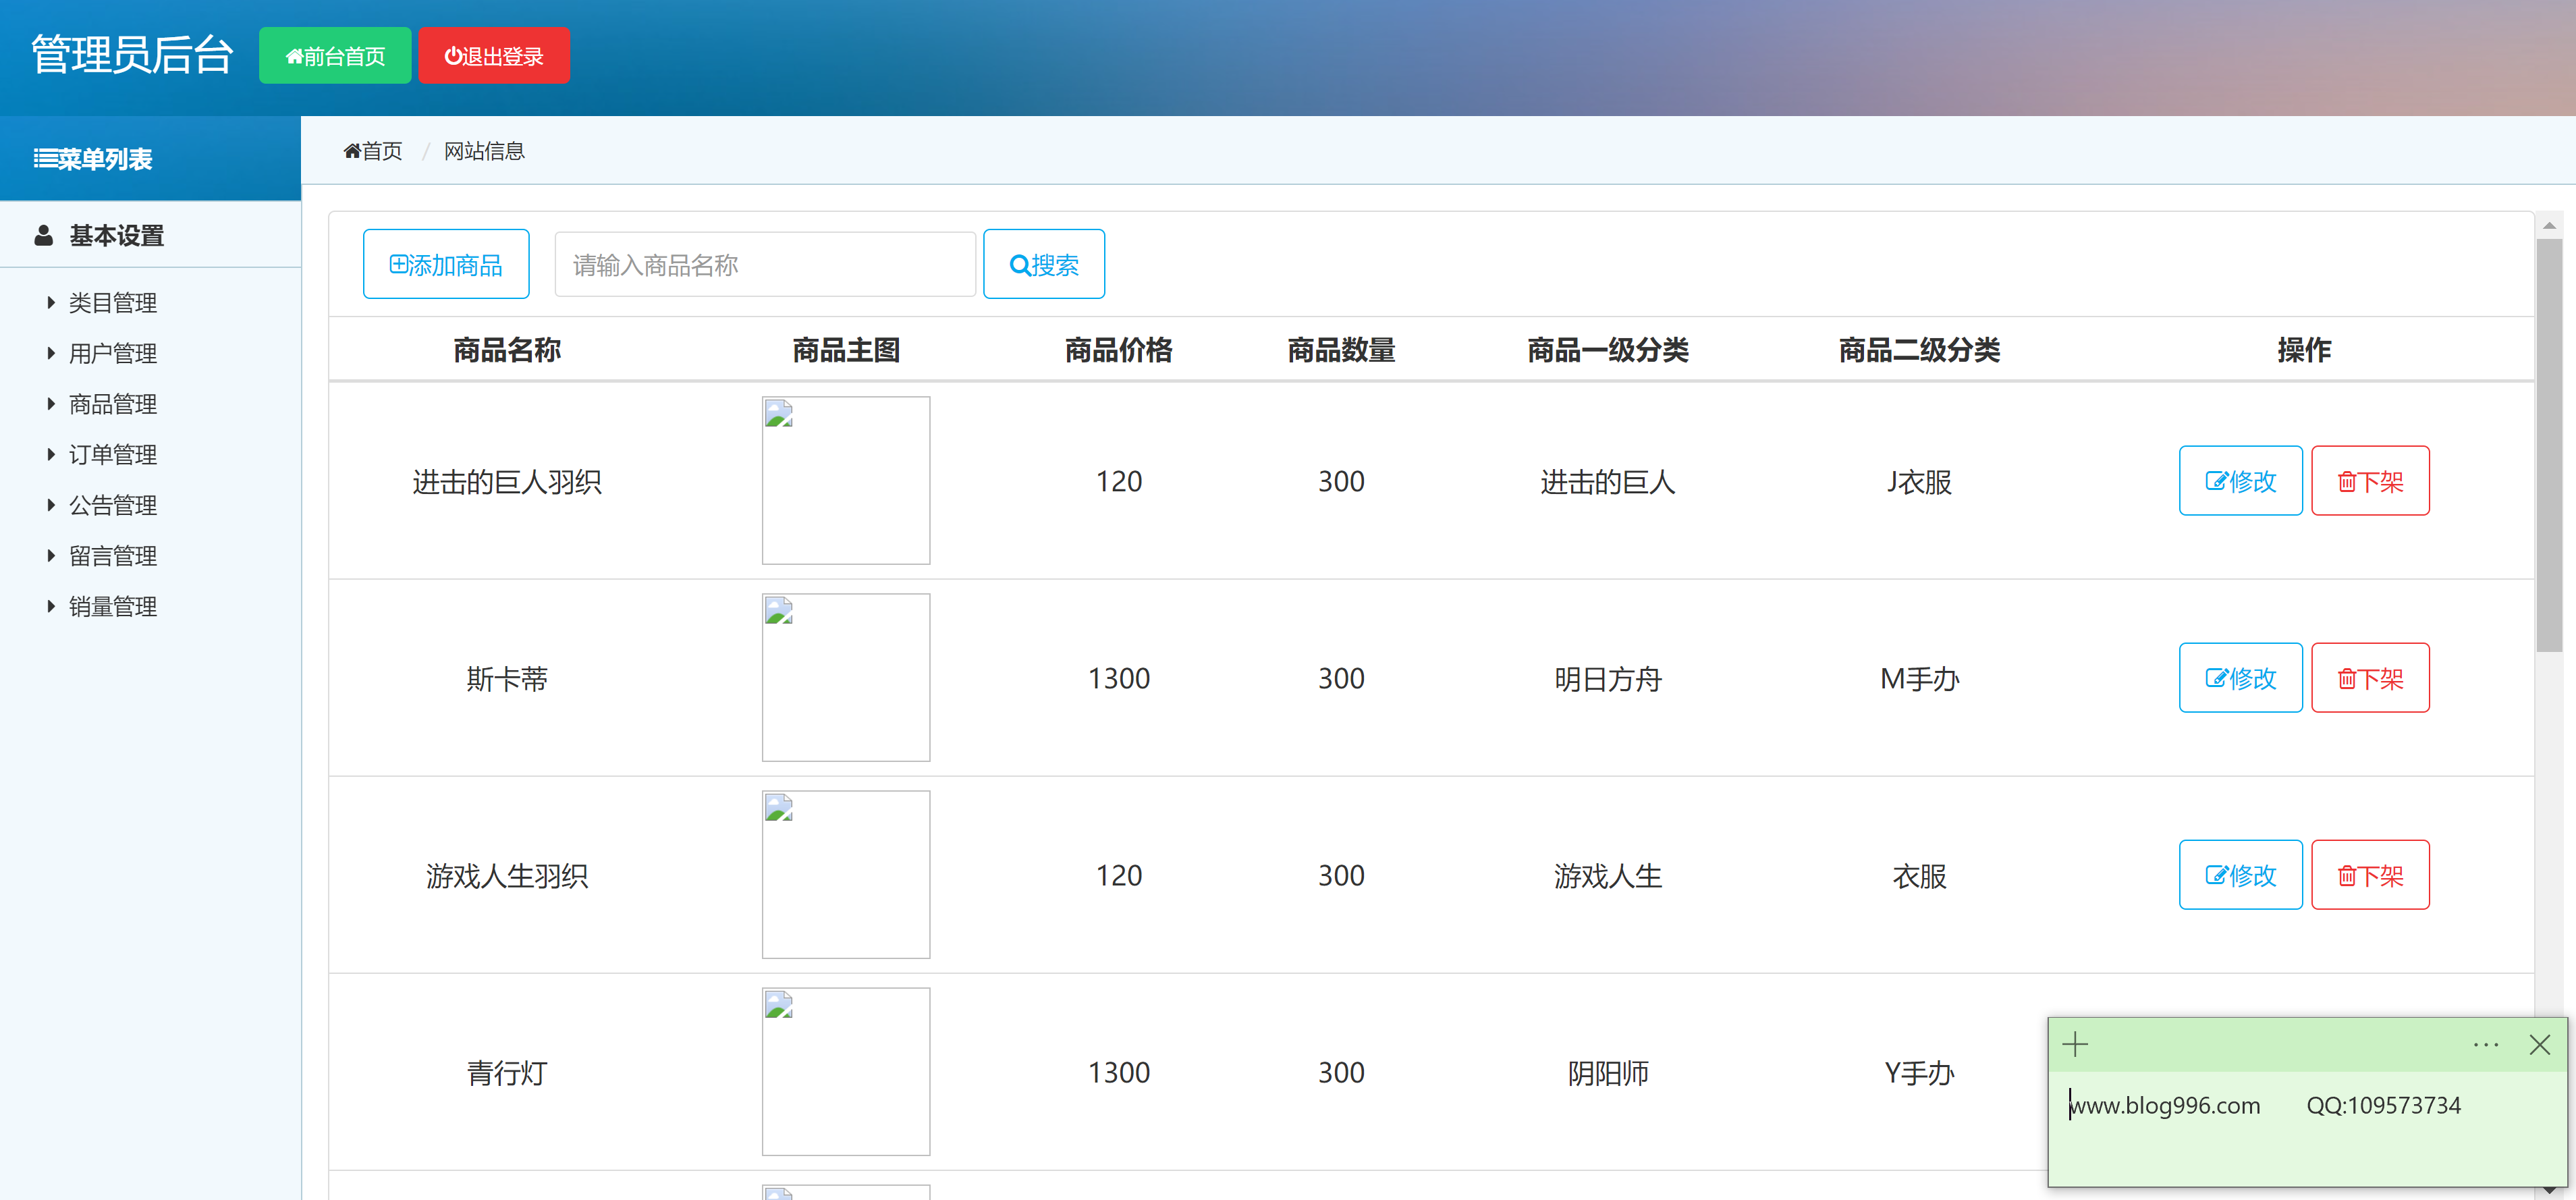 管理员后台 前台首页 退出登录
菜单列表
首页 / 网站信息
基本设置
类目管理
用户管理
商品管理
订单管理
公告管理
留言管理
销量管理
添加商品 请输入商品名称 搜索
商品名称 商品主图 商品价格 商品数量 商品一级分类 商品二级分类 操作
进击的巨人羽织 120 300 进击的巨人 J衣服 修改 下架
斯卡蒂 1300 300 明日方舟 M手办 修改 下架
游戏人生羽织 120 300 游戏人生 衣服 修改 下架
青行灯 1300 300 阴阳师 Y手办
www.blog996.com QQ:109573734